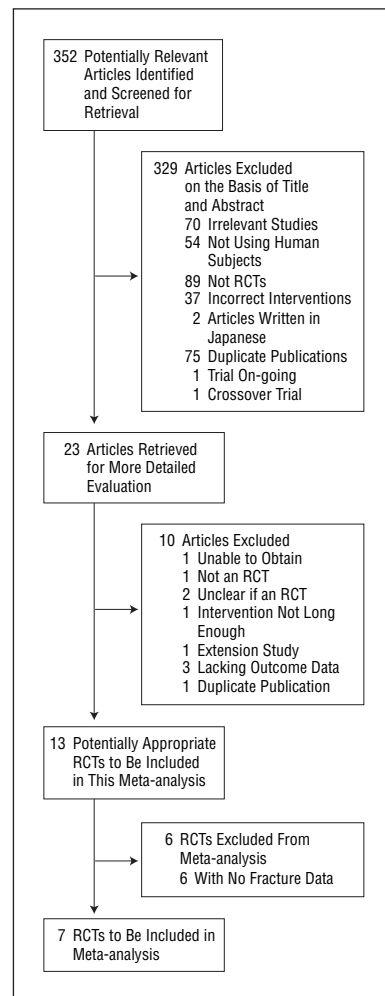 352 Potentially Relevant
Articles Identified
and Screened for
Retrieval
329 Articles Excluded
on the Basis of Title
and Abstract
70 Irrelevant Studies
54 Not Using Human
Subjects
89 Not RCTs
37 Incorrect Interventions
2 Articles Written in
Japanese
75 Duplicate Publications
1 Trial On-going
1 Crossover Trial
23 Articles Retrieved
for More Detailed
Evaluation
10 Articles Excluded
1 Unable to Obtain
1 Not an RCT
2 Unclear if an RCT
1 Intervention Not Long
Enough
1 Extension Study
3 Lacking Outcome Data
1 Duplicate Publication
13 Potentially Appropriate
RCTs to Be Included
in This Meta-analysis
6 RCTs Excluded From
Meta-analysis
6 With No Fracture Data
7 RCTs to Be Included in
Meta-analysis